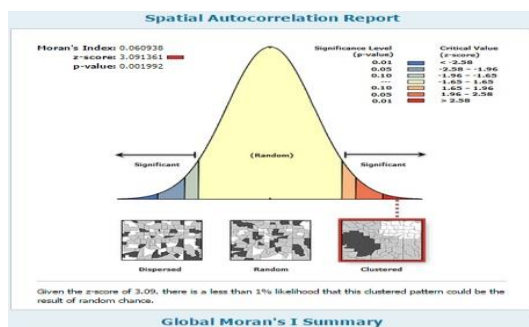 Spatial Autocorrelation Report
Moran's Index: 0.060938
z-score: 3.091361
p-value: 0.001992
Significance Level
(p-value)
Critical Value
(z-score)
0.01 < -2.58
0.05 -2.58 - -1.96
0.10 -1.96 - -1.65
--- -1.65 - 1.65
0.10 1.65 - 1.96
0.05 1.96 - 2.58
0.01 > 2.58
Significant
(Random)
Significant
Dispersed
Random
Clustered
Given the z-score of 3.09, there is a less than 1% likelihood that this clustered pattern could be the
result of random chance.
Global Moran's I Summary